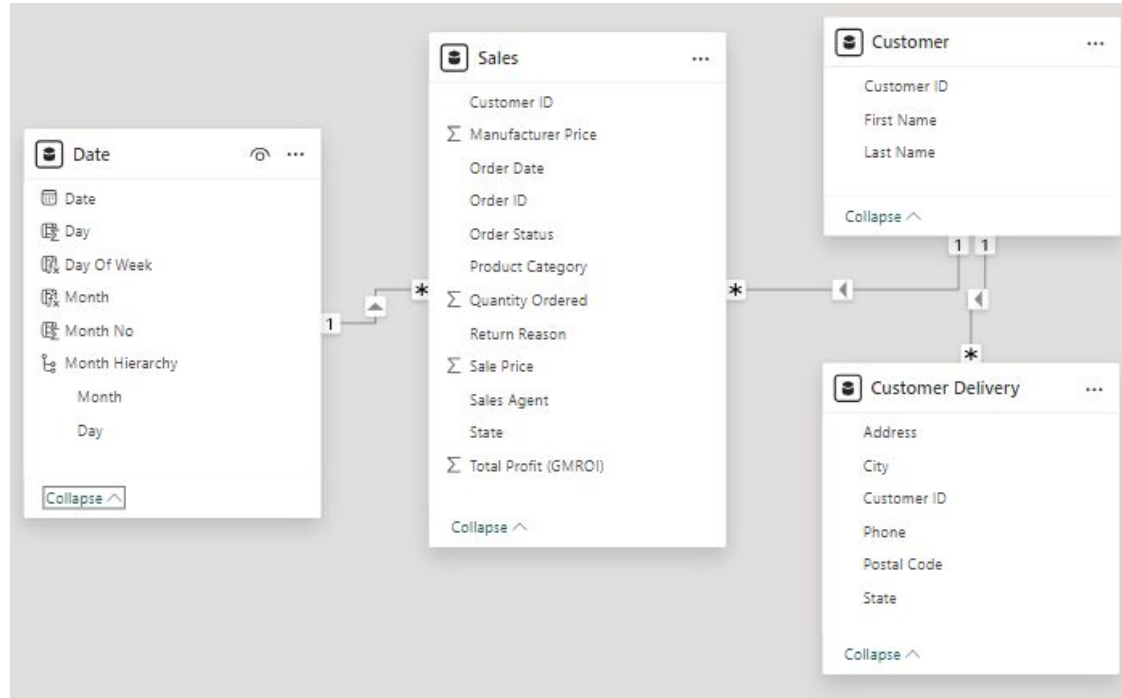 Date
Date
Day
Day Of Week
Month
Month No
Month Hierarchy
Month
Day
Collapse
1
*
Sales
Customer ID
Σ Manufacturer Price
Order Date
Order ID
Order Status
Product Category
Σ Quantity Ordered
Return Reason
Σ Sale Price
Sales Agent
State
Σ Total Profit (GMROI)
Collapse
*
Customer
Customer ID
First Name
Last Name
Collapse
1 1
*
Customer Delivery
Address
City
Customer ID
Phone
Postal Code
State
Collapse